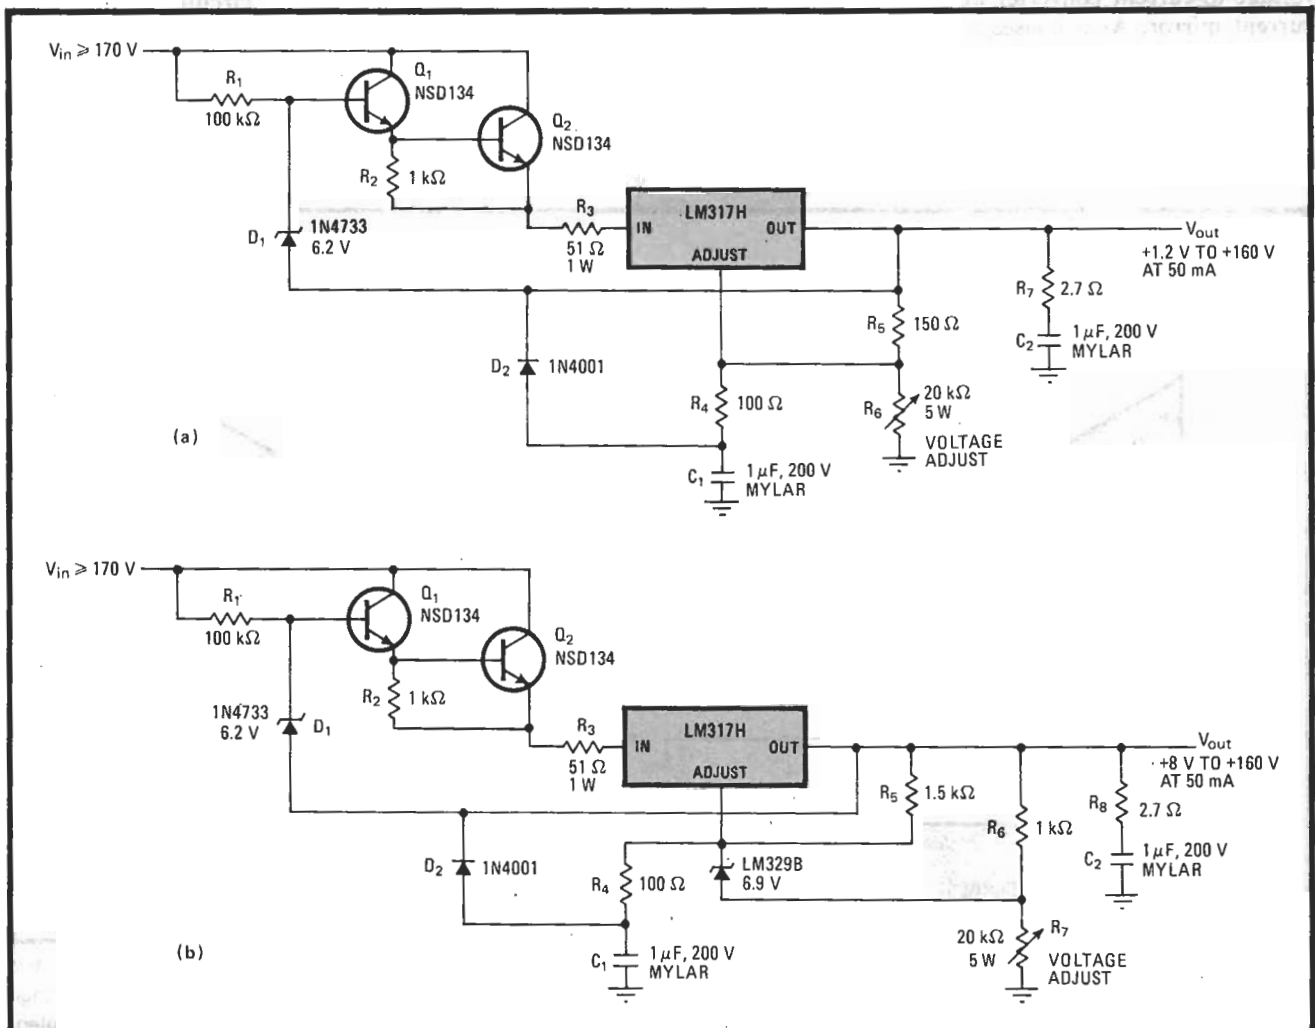 urrent mirror. As
Vin ⩾ 170 V
R1
100 kΩ
Q1
NSD134
Q2
NSD134
R2
1 kΩ
D1
1N4733
6.2 V
R3
51 Ω
1 W
LM317H
IN
OUT
ADJUST
Vout
+1.2 V TO +160 V
AT 50 mA
R7
2.7 Ω
C2
1 μF, 200 V
MYLAR
R5
150 Ω
D2
1N4001
R4
100 Ω
R6
20 kΩ
5 W
VOLTAGE
ADJUST
C1
1 μF, 200 V
MYLAR
(a)
Vin ⩾ 170 V
R1
100 kΩ
Q1
NSD134
Q2
NSD134
R2
1 kΩ
1N4733
6.2 V
D1
R3
51 Ω
1 W
LM317H
IN
OUT
ADJUST
Vout
+8 V TO +160 V
AT 50 mA
R5
1.5 kΩ
R6
1 kΩ
R8
2.7 Ω
C2
1 μF, 200 V
MYLAR
D2
1N4001
R4
100 Ω
LM329B
6.9 V
20 kΩ
5 W
R7
VOLTAGE
ADJUST
C1
1 μF, 200 V
MYLAR
(b)